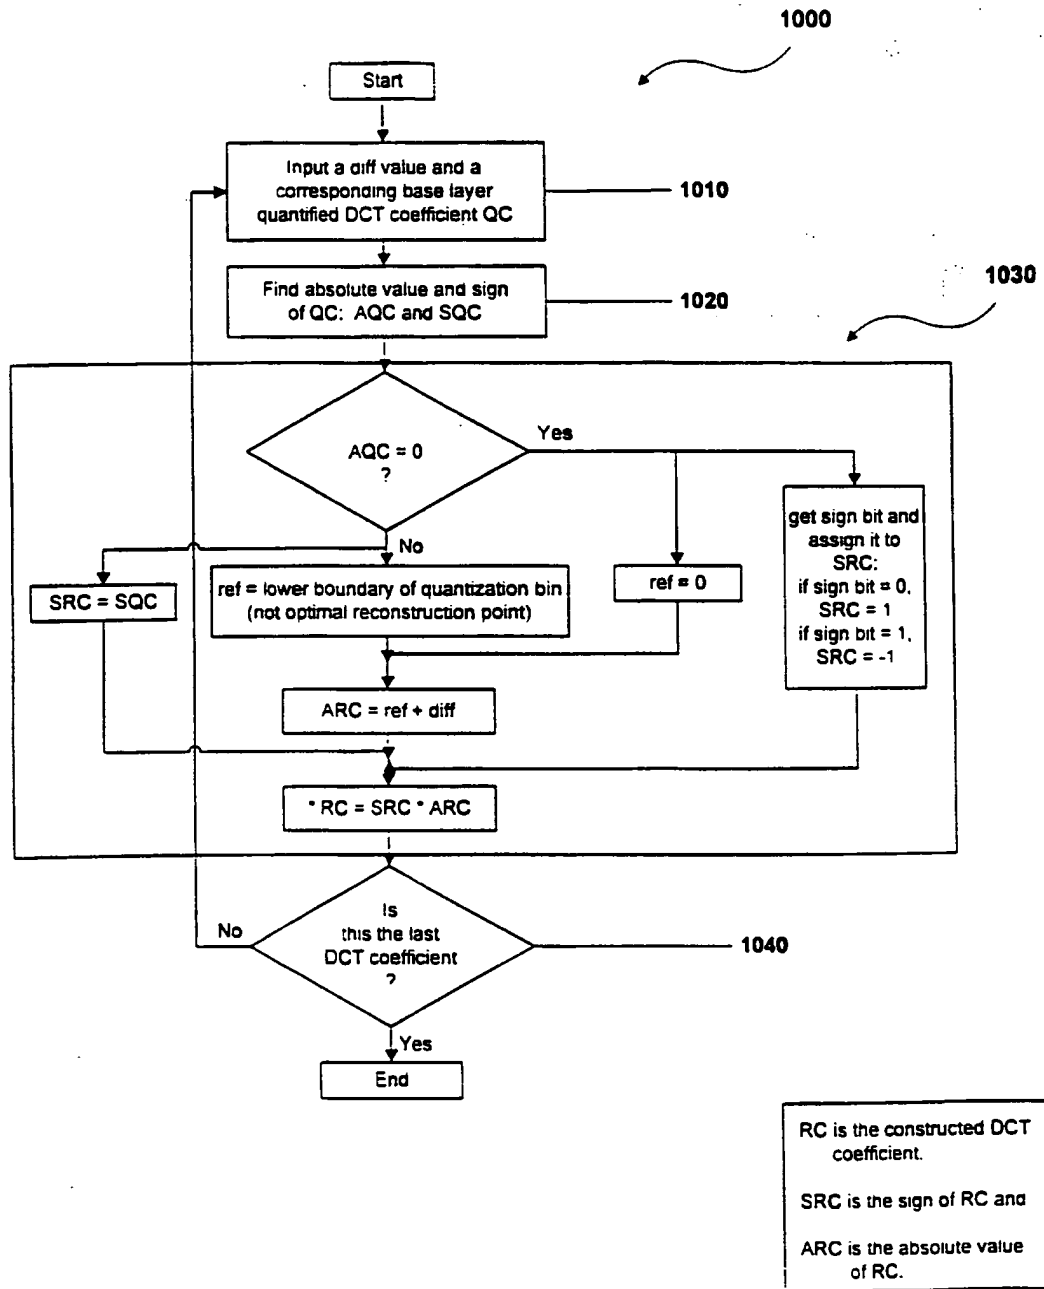 1000
Start
Input a diff value and a
corresponding base layer
quantified DCT coefficient QC
1010
Find absolute value and sign
of QC: AQC and SQC
1020
1030
AQC = 0
?
Yes
No
SRC = SQC
ref = lower boundary of quantization bin
(not optimal reconstruction point)
ref = 0
get sign bit and
assign it to
SRC:
if sign bit = 0,
SRC = 1
if sign bit = 1,
SRC = -1
ARC = ref + diff
* RC = SRC * ARC
Is
this the last
DCT coefficient
?
No
1040
Yes
End
RC is the constructed DCT
coefficient.
SRC is the sign of RC and
ARC is the absolute value
of RC.